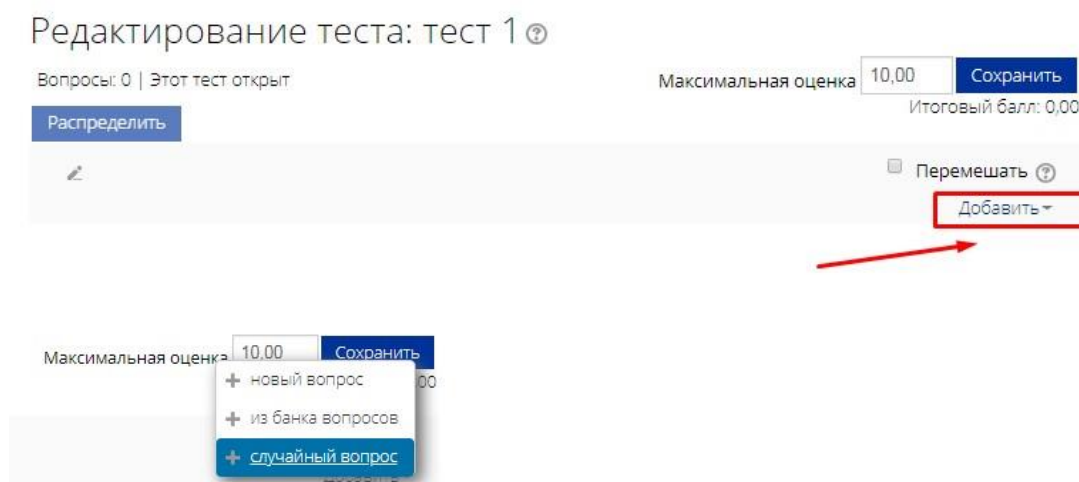 Редактирование теста: тест 1
Вопросы: 0 | Этот тест открыт
Максимальная оценка 10,00 Сохранить
Итоговый балл: 0,00
Распределить
Перемешать
Добавить
Максимальная оценка 10,00 Сохранить
00
+ новый вопрос
+ из банка вопросов
+ случайный вопрос